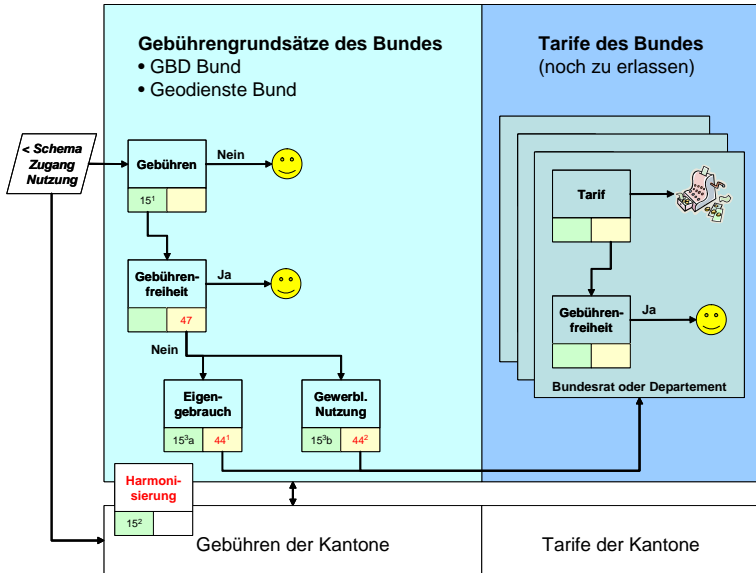 Gebührengrundsätze des Bundes
• GBD Bund
• Geodienste Bund
Tarife des Bundes
(noch zu erlassen)
< Schema
Zugang
Nutzung
Gebühren
Nein
15¹
Gebühren-
freiheit
Ja
47
Nein
Eigen-
gebrauch
15³a
44¹
Gewerbl.
Nutzung
15³b
44²
Tarif
Gebühren-
freiheit
Ja
Bundesrat oder Departement
Harmoni-
sierung
15²
Gebühren der Kantone
Tarife der Kantone